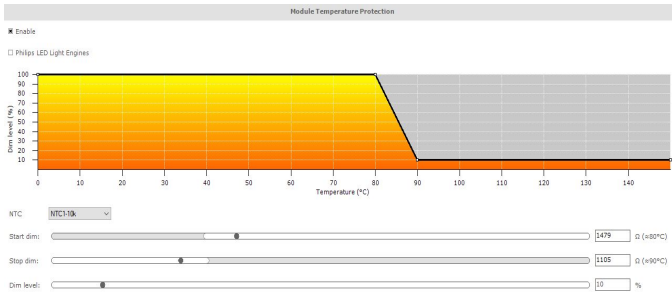 Module Temperature Protection
Enable
Philips LED Light Engines
Dim level (%)
100
90
80
70
60
50
40
30
20
10
0 10 20 30 40 50 60 70 80 90 100 110 120 130 140
Temperature (°C)
NTC NTC1-10k
Start dim: 1479 Ω (≈80°C)
Stop dim: 1105 Ω (≈90°C)
Dim level: 10 %